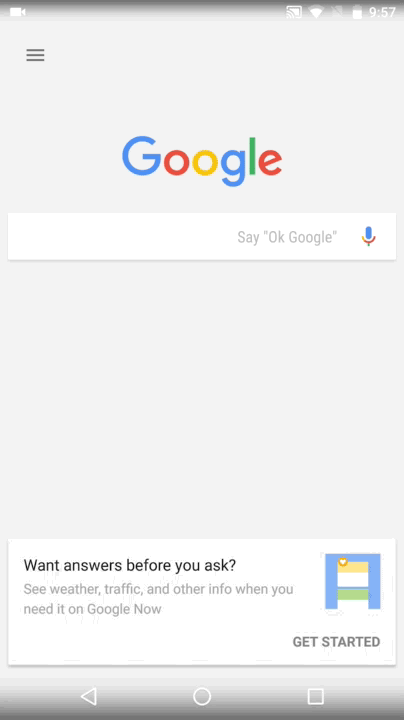 9:57
Google
Say "Ok Google"
Want answers before you ask?
See weather, traffic, and other info when you
need it on Google Now
GET STARTED